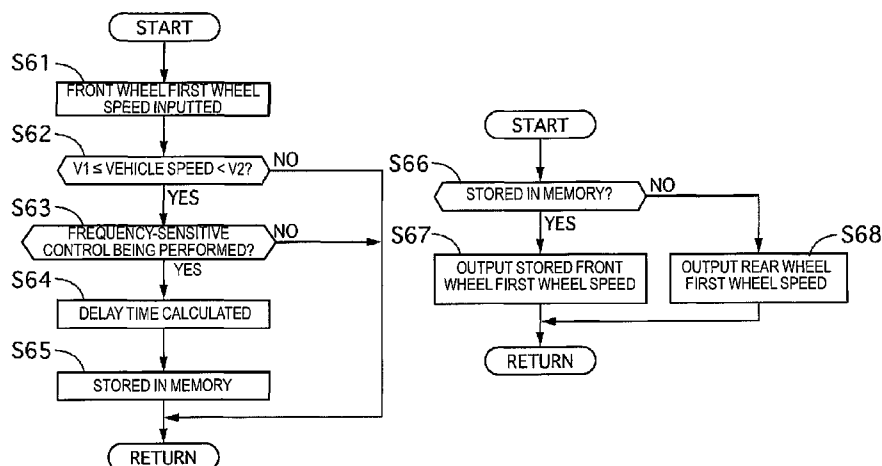 START
S61
FRONT WHEEL FIRST WHEEL
SPEED INPUTTED
S62
V1 ≤ VEHICLE SPEED < V2?
NO
YES
S63
FREQUENCY-SENSITIVE
CONTROL BEING PERFORMED?
NO
YES
S64
DELAY TIME CALCULATED
S65
STORED IN MEMORY
RETURN
START
S66
STORED IN MEMORY?
NO
YES
S67
OUTPUT STORED FRONT
WHEEL FIRST WHEEL SPEED
S68
OUTPUT REAR WHEEL
FIRST WHEEL SPEED
RETURN